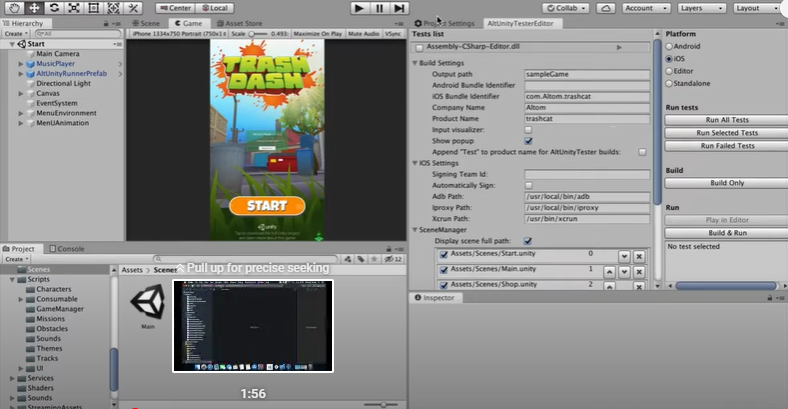 Center Local Collab Account Layers Layout
Hierarchy
Create All
Start
Main Camera
MusicPlayer
AltUnityRunnerPrefab
Directional Light
Canvas
EventSystem
MenuEnvironment
MenUAnimation
Scene Game Asset Store
iPhone 1334x750 Portrait (750x1 Scale 0.493 Maximize On Play Mute Audio VSync
TRASH
DASH
START
unity
Project Settings AltUnityTesterEditor
Tests list
Assembly-CSharp-Editor.dll
Build Settings
Output path sampleGame
Android Bundle Identifier
iOS Bundle Identifier com.Altom.trashcat
Company Name Altom
Product Name trashcat
Input visualizer:
Show popup
Append "Test" to product name for AltUnityTester builds:
IOS Settings
Signing Team Id:
Automatically Sign:
Adb Path: /usr/local/bin/adb
Iproxy Path: /usr/local/bin/iproxy
Xcrun Path: /usr/bin/xcrun
SceneManager
Display scene full path:
Assets/Scenes/Start.unity 0
Assets/Scenes/Main.unity 1
Assets/Scenes/Shop.unity 2
Platform
Android
iOS
Editor
Standalone
Run tests
Run All Tests
Run Selected Tests
Run Failed Tests
Build
Build Only
Run
Play in Editor
Build & Run
No test selected
Inspector
Project Console
Create 12
Scenes
Scripts
Characters
Consumable
GameManager
Missions
Obstacles
Sounds
Themes
Tracks
UI
Services
Shaders
Sounds
StreamingAssets
Assets Scenes
Pull up for precise seeking
Main
1:56